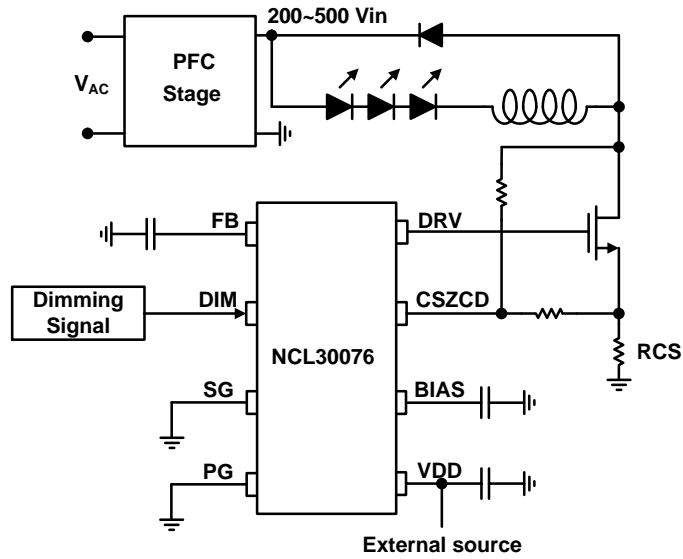 200~500 Vin
PFC
Stage
VAC
FB
DRV
DIM
CSZCD
Dimming
Signal
NCL30076
RCS
SG
BIAS
PG
VDD
External source